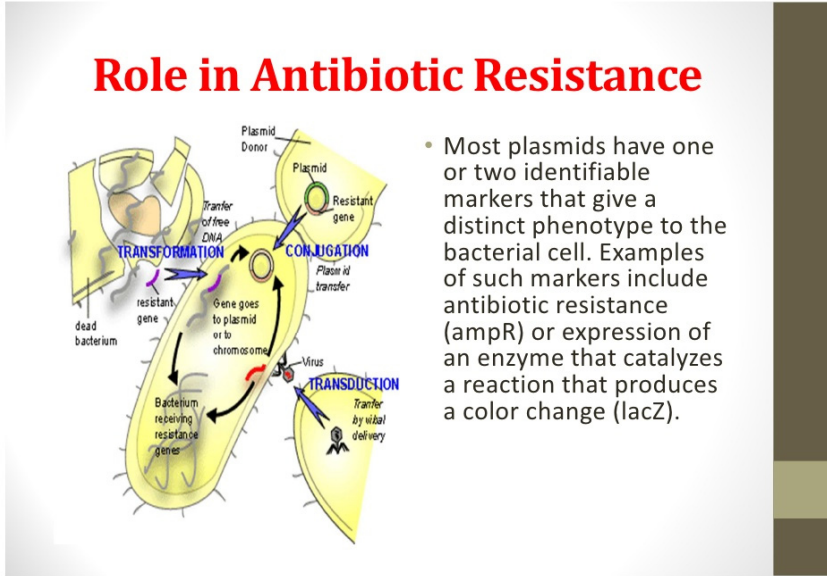 Role in Antibiotic Resistance
Plasmid
Donor
Plasmid
Resistant
gene
Tranfer
of free
DNA
TRANSFORMATION
CONJUGATION
Plasmid
transfer
resistant
gene
Gene goes
to plasmid
or to
chromosome
dead
bacterium
Virus
TRANSDUCTION
Tranfer
by viral
delivery
Bacterium
receiving
resistance
genes
• Most plasmids have one
or two identifiable
markers that give a
distinct phenotype to the
bacterial cell. Examples
of such markers include
antibiotic resistance
(ampR) or expression of
an enzyme that catalyzes
a reaction that produces
a color change (lacZ).